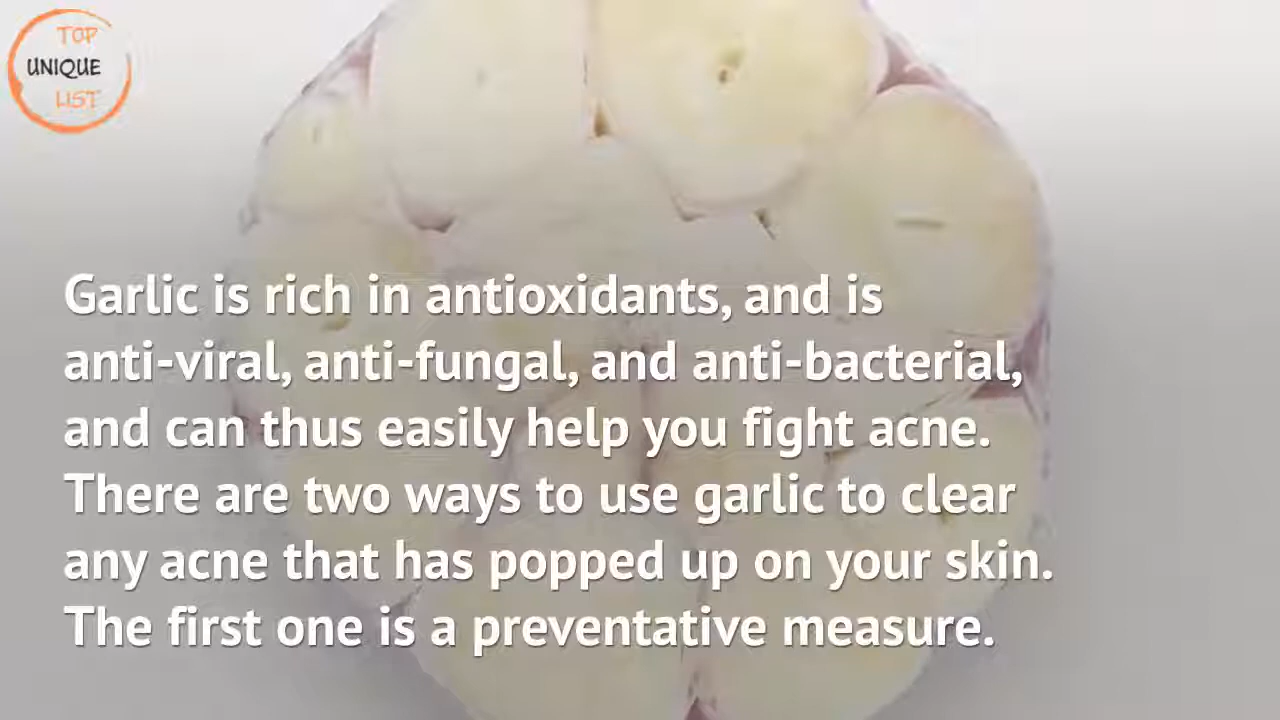 TOP
UNIQUE
LIST
Garlic is rich in antioxidants, and is
anti-viral, anti-fungal, and anti-bacterial,
and can thus easily help you fight acne.
There are two ways to use garlic to clear
any acne that has popped up on your skin.
The first one is a preventative measure.